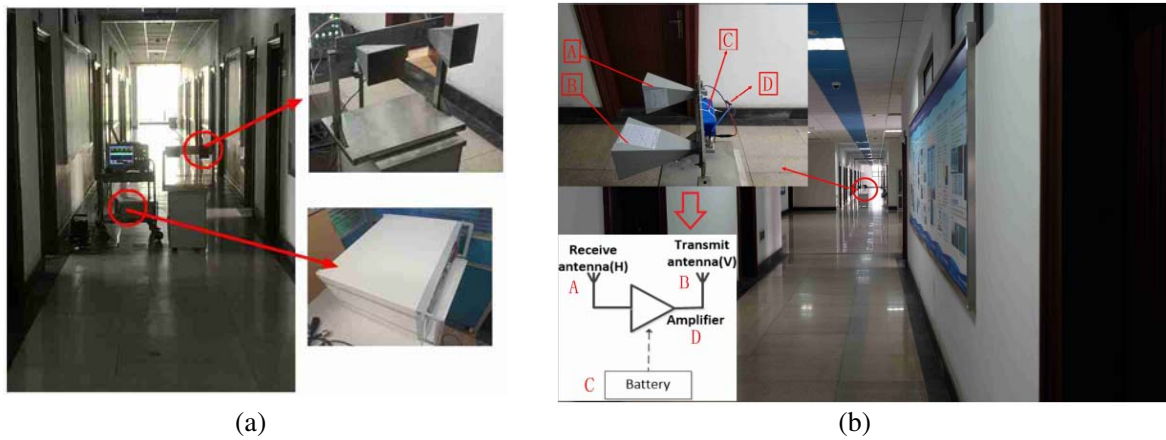 A
B
C
D
Receive
antenna(H)
Transmit
antenna(V)
A
B
Amplifier
D
C
Battery
(a)
(b)